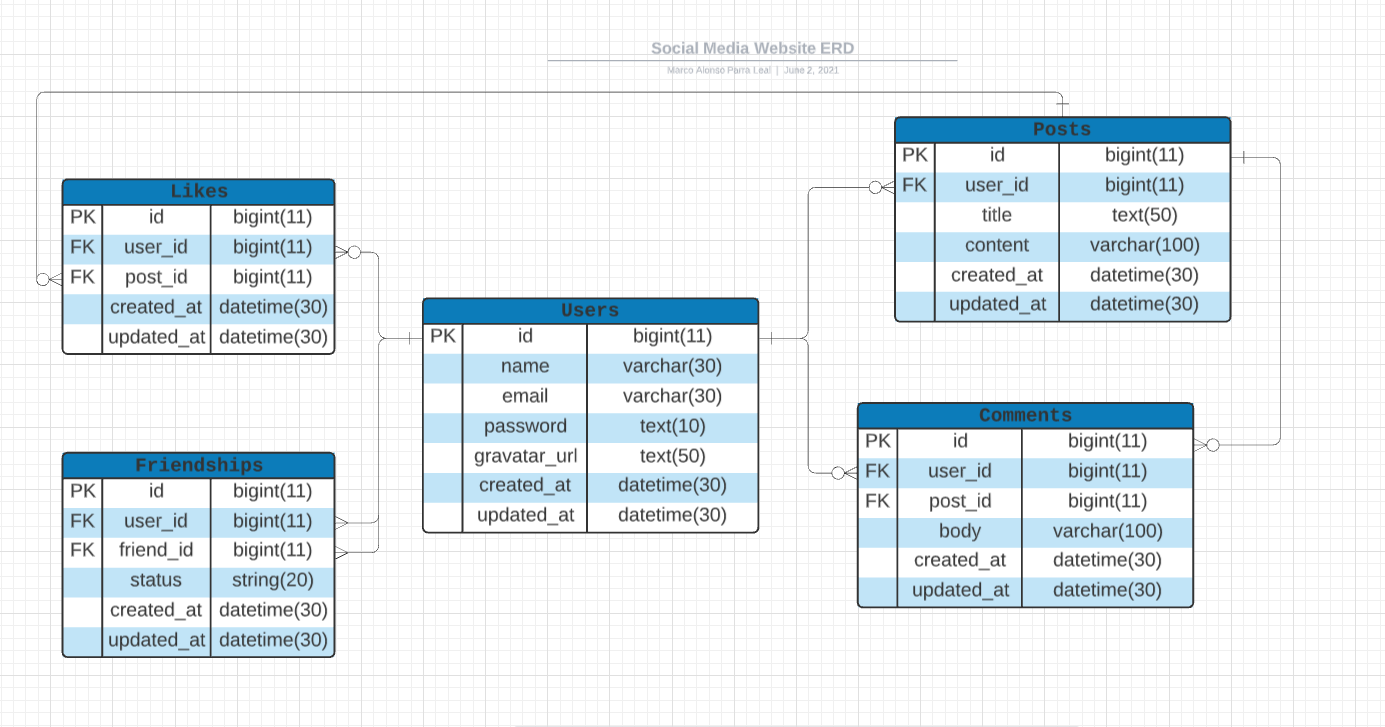 Social Media Website ERD
Marco Alonso Parra Leal | June 2, 2021
Likes
PK id bigint(11)
FK user_id bigint(11)
FK post_id bigint(11)
created_at datetime(30)
updated_at datetime(30)
Friendships
PK id bigint(11)
FK user_id bigint(11)
FK friend_id bigint(11)
status string(20)
created_at datetime(30)
updated_at datetime(30)
Users
PK id bigint(11)
name varchar(30)
email varchar(30)
password text(10)
gravatar_url text(50)
created_at datetime(30)
updated_at datetime(30)
Posts
PK id bigint(11)
FK user_id bigint(11)
title text(50)
content varchar(100)
created_at datetime(30)
updated_at datetime(30)
Comments
PK id bigint(11)
FK user_id bigint(11)
FK post_id bigint(11)
body varchar(100)
created_at datetime(30)
updated_at datetime(30)